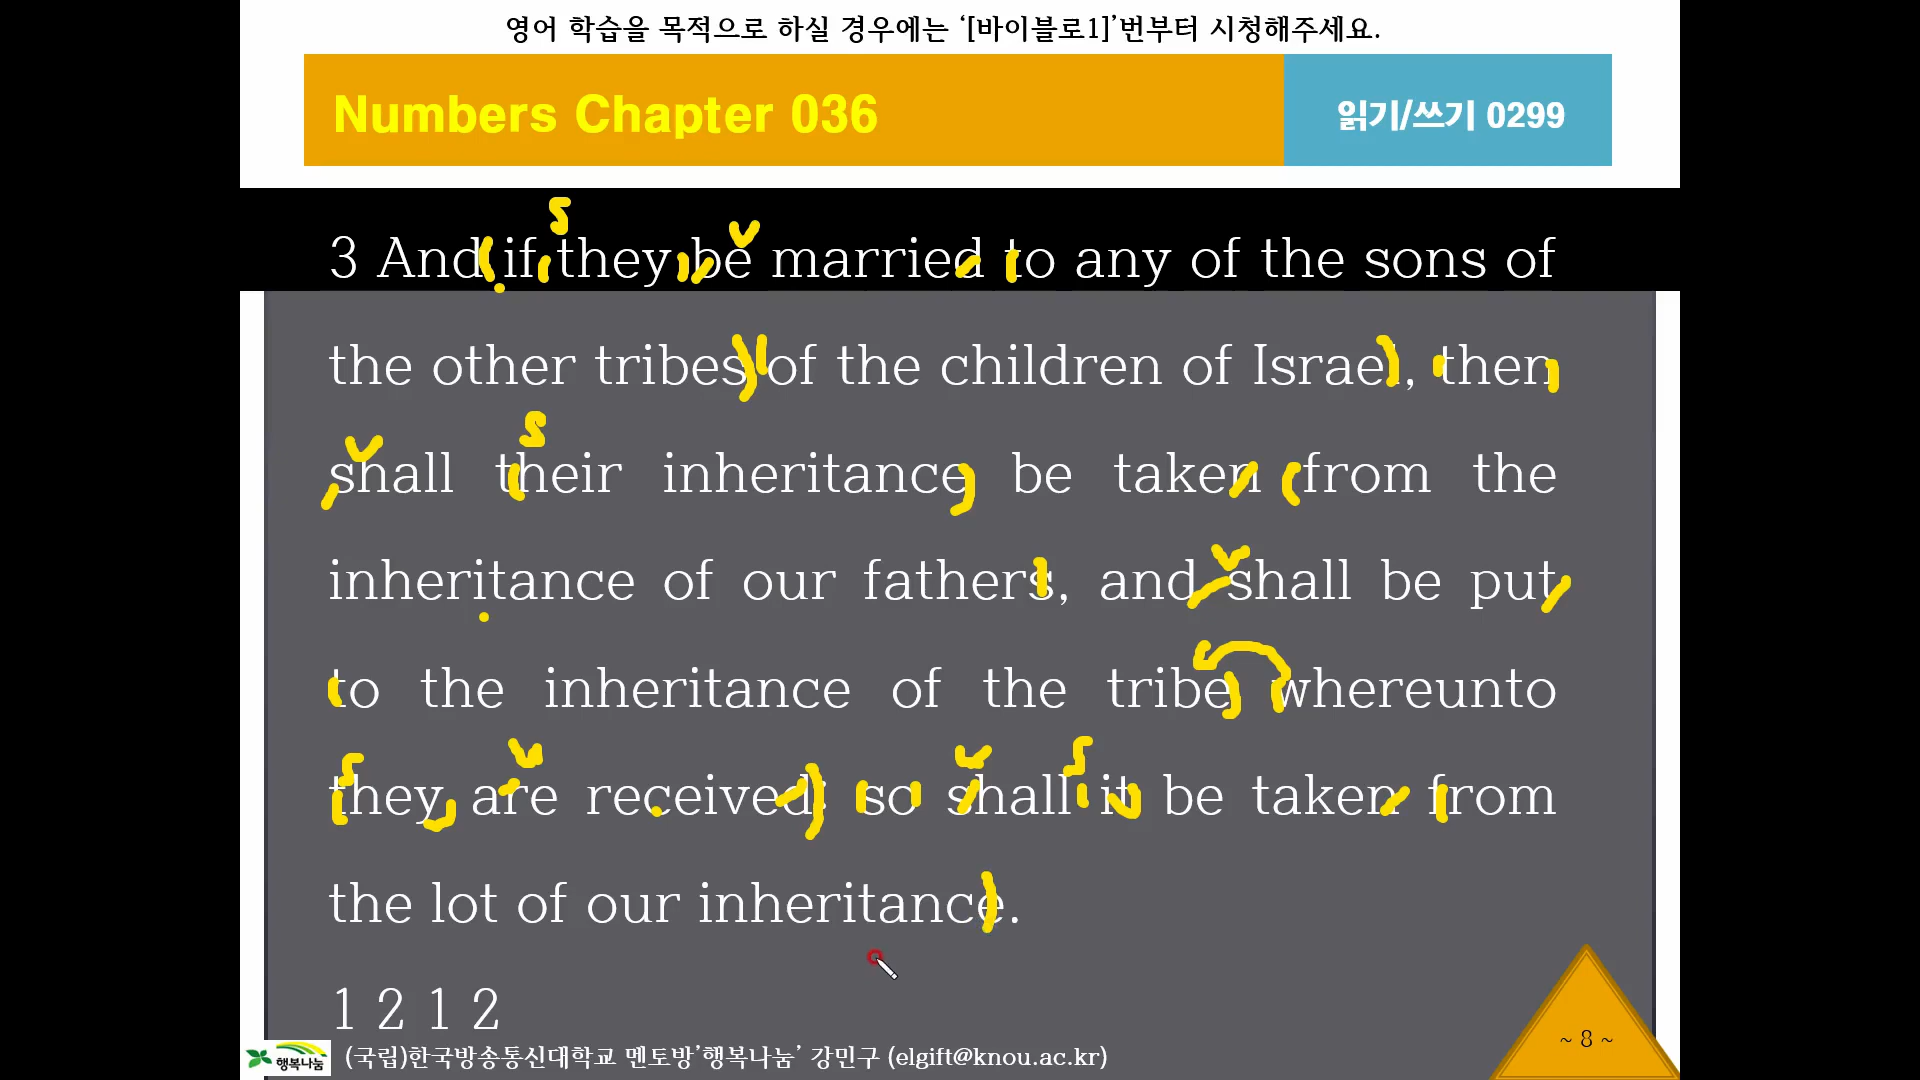 영어 학습을 목적으로 하실 경우에는 ‘[바이블로1]’번부터 시청해주세요.
Numbers Chapter 036
읽기/쓰기 0299
3 And if they be married to any of the sons of
the other tribes of the children of Israel, then
shall their inheritance be taken from the
inheritance of our fathers, and shall be put
to the inheritance of the tribe whereunto
they are received: so shall it be taken from
the lot of our inheritance.
1 2 1 2
행복나눔
(국립)한국방송통신대학교 멘토방’행복나눔’ 강민구 (elgift@knou.ac.kr)
~ 8 ~